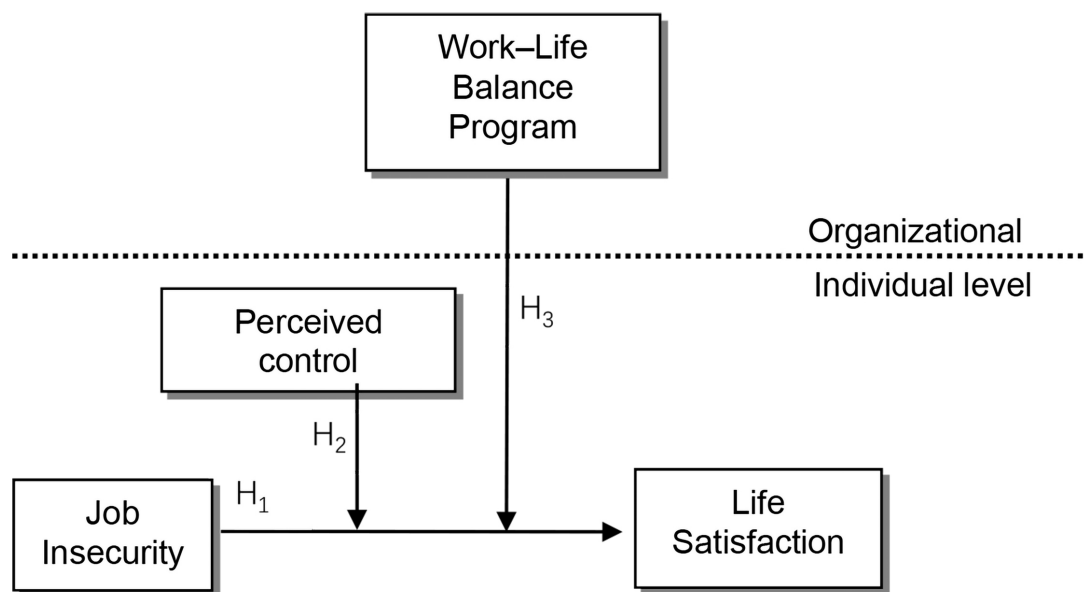 Work–Life
Balance
Program
Organizational
Individual level
H3
Perceived
control
H2
H1
Job
Insecurity
Life
Satisfaction